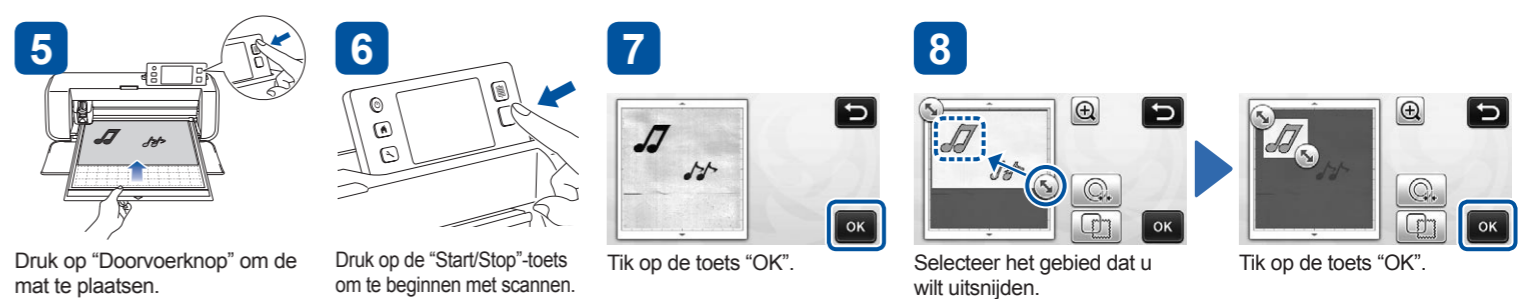 5
Druk op “Doorvoerknop” om de
mat te plaatsen.
6
Druk op de “Start/Stop”-toets
om te beginnen met scannen.
7
OK
Tik op de toets “OK”.
8
OK
Selecteer het gebied dat u
wilt uitsnijden.
OK
Tik op de toets “OK”.